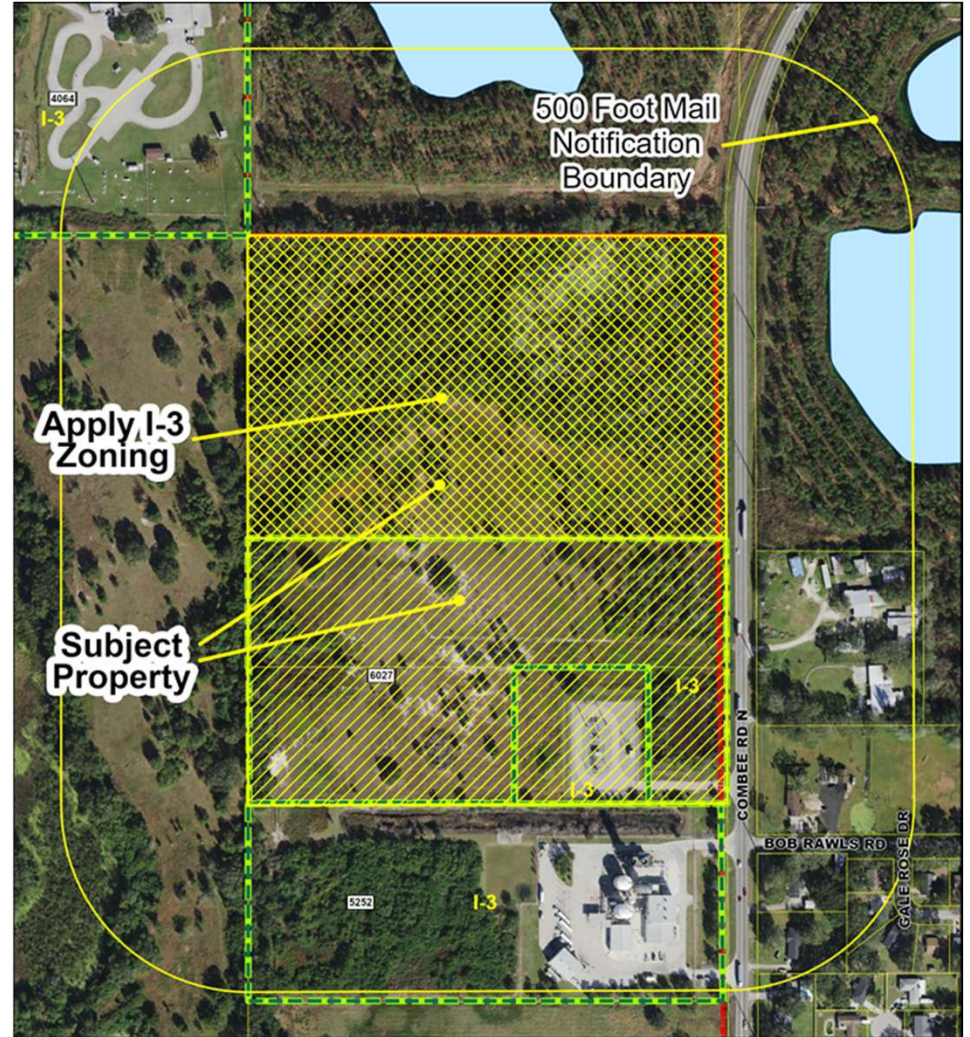 4064
I-3
500 Foot Mail
Notification
Boundary
Apply I-3
Zoning
Subject
Property
6027
I-3
I-3
COMBEE RD N
BOB RAWLS RD
GALE ROSE DR
5252
I-3